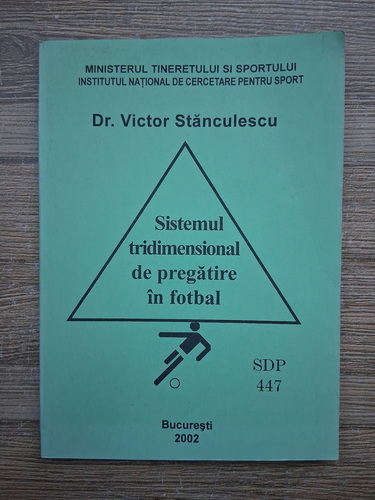 MINISTERUL TINERETULUI SI SPORTULUI
INSTITUTUL NAȚIONAL DE CERCETARE PENTRU SPORT
Dr. Victor Stănculescu
Sistemul
tridimensional
de pregătire
în fotbal
SDP
447
București
2002